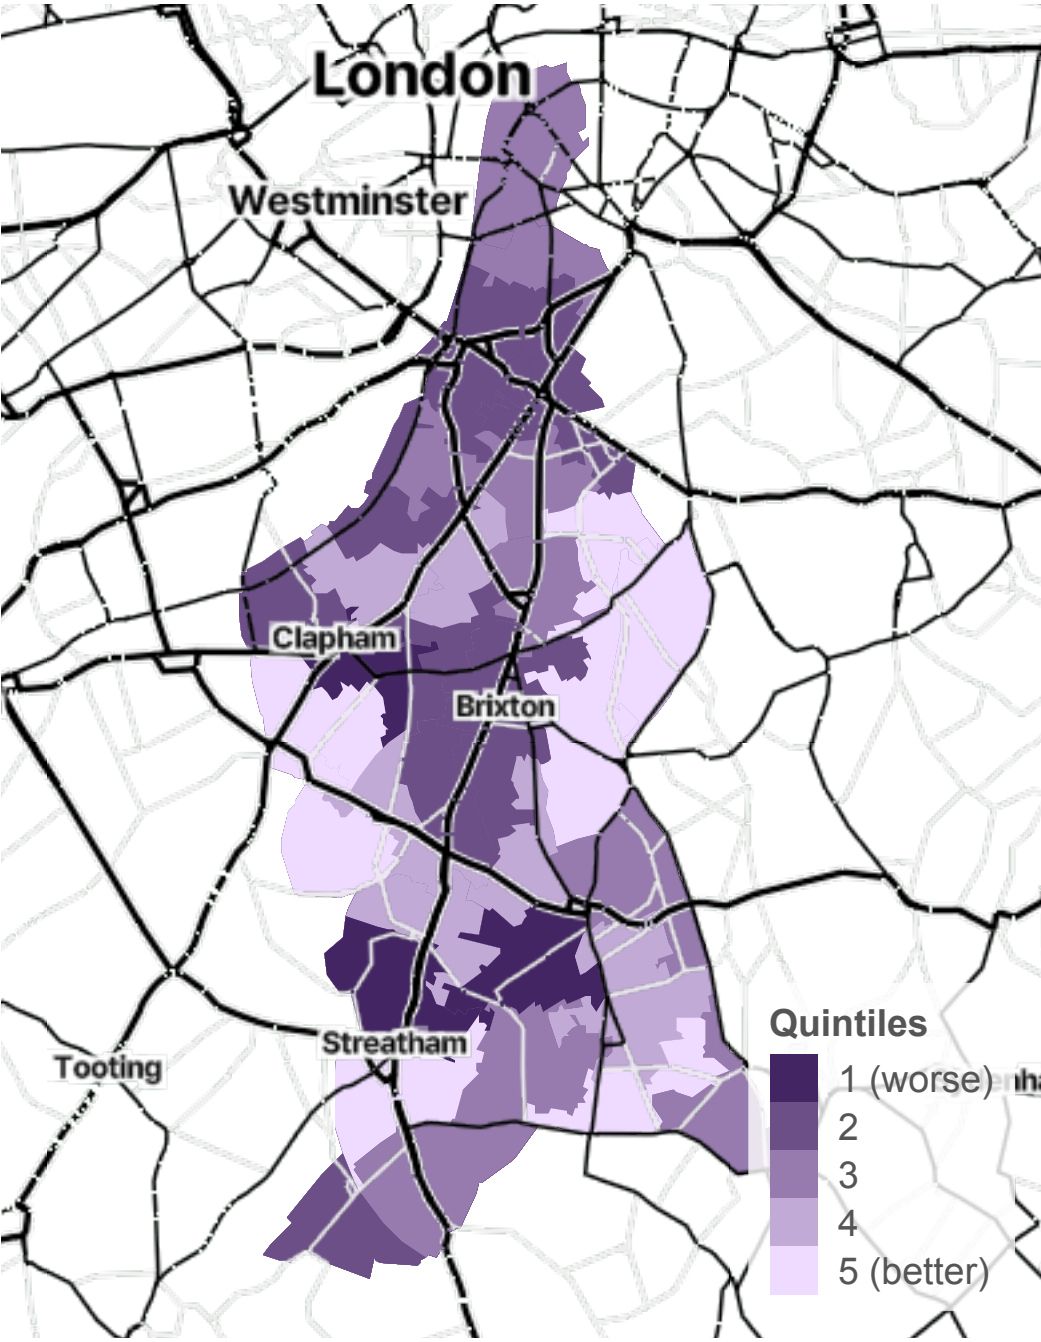 London
Westminster
Clapham
Brixton
Streatham
Tooting
Quintiles
1 (worse)
2
3
4
5 (better)